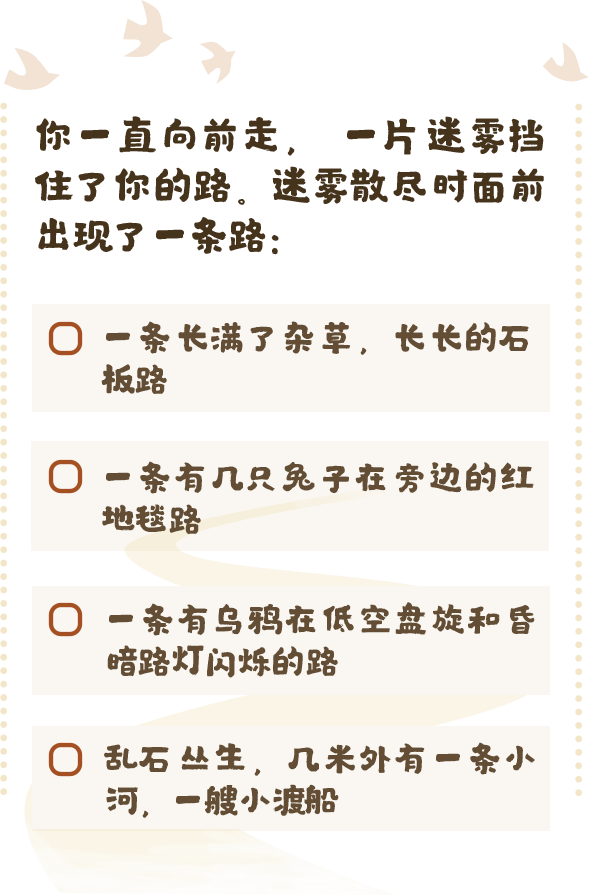 你一直向前走， 一片迷雾挡
住了你的路。迷雾散尽时面前
出现了一条路：
一条长满了杂草，长长的石
板路
一条有几只兔子在旁边的红
地毯路
一条有乌鸦在低空盘旋和昏
暗路灯闪烁的路
乱石丛生，几米外有一条小
河，一艘小渡船